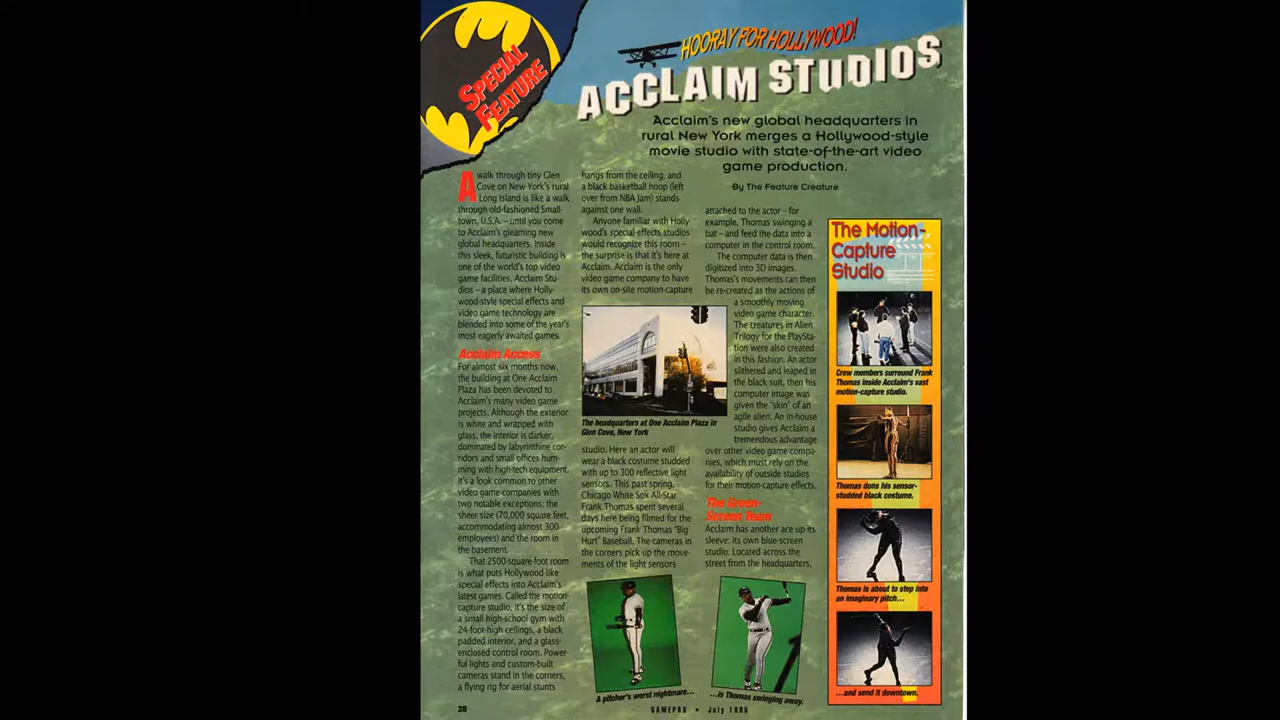 SPECIAL
FEATURE
HOORAY FOR HOLLYWOOD!
ACCLAIM STUDIOS
Acclaim's new global headquarters in
rural New York merges a Hollywood-style
movie studio with state-of-the-art video
game production.
By The Feature Creature
A walk through tiny Glen
Cove on New York's rural
Long Island is like a walk
through old-fashioned Small-
town, U.S.A. – until you come
to Acclaim's gleaming new
global headquarters. Inside
this sleek, futuristic building is
one of the world's top video
game facilities, Acclaim Stu-
dios – a place where Holly-
wood-style special effects and
video game technology are
blended into some of the year's
most eagerly awaited games.
Acclaim Access
For almost six months now,
the building at One Acclaim
Plaza has been devoted to
Acclaim's many video game
projects. Although the exterior
is white and wrapped with
glass, the interior is darker,
dominated by labyrinthine cor-
ridors and small offices hum-
ming with high-tech equipment.
It's a look common to other
video game companies with
two notable exceptions: the
sheer size (70,000 square feet,
accommodating almost 300
employees) and the room in
the basement.
That 2500-square-foot room
is what puts Hollywood-like
special effects into Acclaim's
latest games. Called the motion-
capture studio, it's the size of
a small high-school gym with
24-foot-high ceilings, a black
padded interior, and a glass-
enclosed control room. Power-
ful lights and custom-built
cameras stand in the corners,
a flying rig for aerial stunts
hangs from the ceiling, and
a black basketball hoop (left
over from NBA Jam) stands
against one wall.
Anyone familiar with Holly-
wood's special-effects studios
would recognize this room –
the surprise is that it's here at
Acclaim. Acclaim is the only
video game company to have
its own on-site motion-capture
The headquarters at One Acclaim Plaza in
Glen Cove, New York
studio. Here an actor will
wear a black costume studded
with up to 300 reflective light
sensors. This past spring,
Chicago White Sox All-Star
Frank Thomas spent several
days here being filmed for the
upcoming Frank Thomas "Big
Hurt" Baseball. The cameras in
the corners pick up the move-
ments of the light sensors
attached to the actor – for
example, Thomas swinging a
bat – and feed the data into a
computer in the control room.
The computer data is then
digitized into 3D images.
Thomas's movements can then
be re-created as the actions of
a smoothly moving
video game character.
The creatures in Alien
Trilogy for the PlaySta-
tion were also created
in this fashion. An actor
slithered and leaped in
the black suit, then his
computer image was
given the "skin" of an
agile alien. An in-house
studio gives Acclaim a
tremendous advantage
over other video game compa-
nies, which must rely on the
availability of outside studios
for their motion-capture effects.
The Green-
Screen Team
Acclaim has another ace up its
sleeve: its own blue-screen
studio. Located across the
street from the headquarters,
A pitcher's worst nightmare...
...is Thomas swinging away.
The Motion-
Capture
Studio
Crew members surround Frank
Thomas inside Acclaim's vast
motion-capture studio.
Thomas dons his sensor-
studded black costume.
Thomas is about to step into
an imaginary pitch...
...and send it downtown.
28
GAMEPRO • July 1995